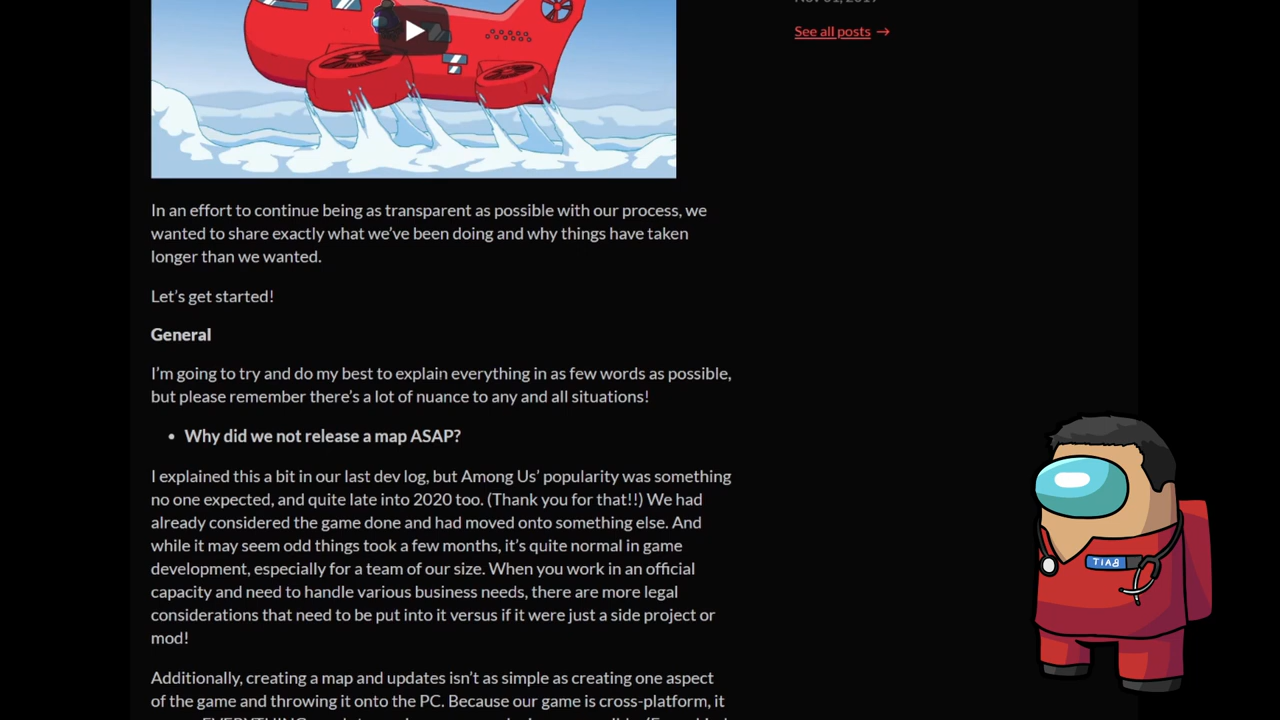 See all posts →
In an effort to continue being as transparent as possible with our process, we
wanted to share exactly what we've been doing and why things have taken
longer than we wanted.
Let's get started!
General
I'm going to try and do my best to explain everything in as few words as possible,
but please remember there's a lot of nuance to any and all situations!
• Why did we not release a map ASAP?
I explained this a bit in our last dev log, but Among Us' popularity was something
no one expected, and quite late into 2020 too. (Thank you for that!!) We had
already considered the game done and had moved onto something else. And
while it may seem odd things took a few months, it's quite normal in game
development, especially for a team of our size. When you work in an official
capacity and need to handle various business needs, there are more legal
considerations that need to be put into it versus if it were just a side project or
mod!
TIAB
Additionally, creating a map and updates isn't as simple as creating one aspect
of the game and throwing it onto the PC. Because our game is cross-platform, it